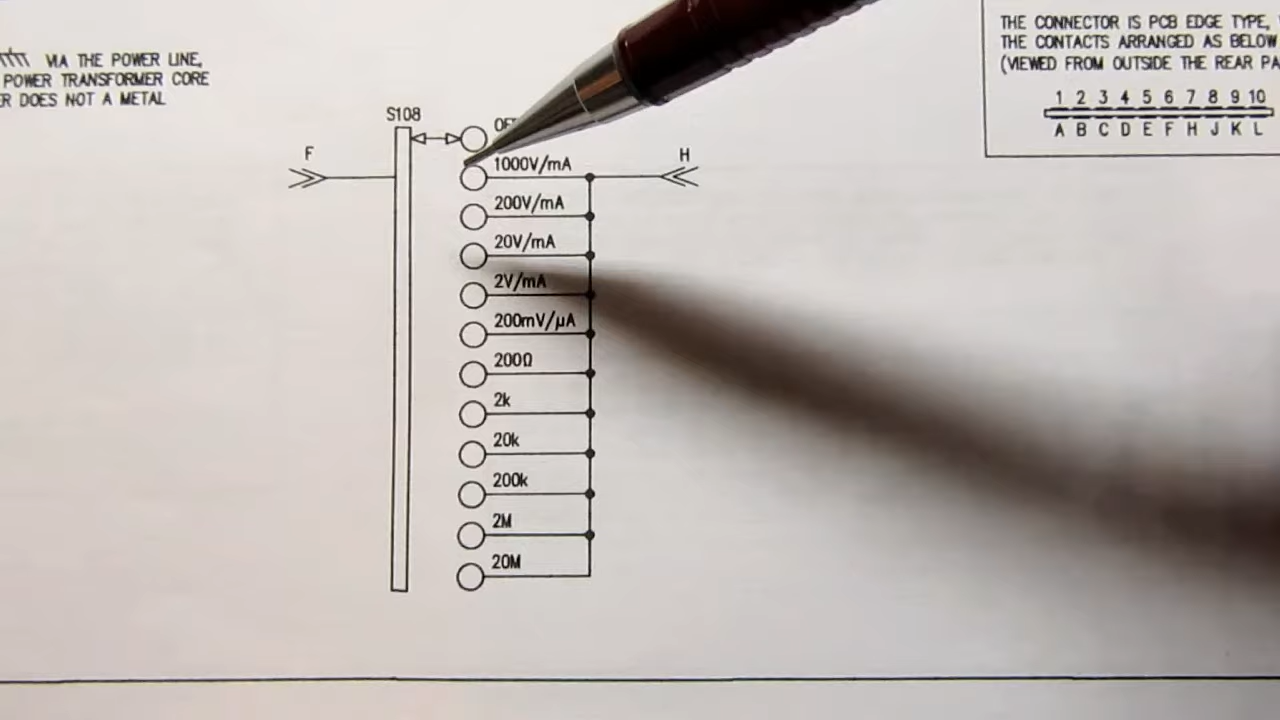 VIA THE POWER LINE,
POWER TRANSFORMER CORE
DOES NOT A METAL
THE CONNECTOR IS PCB EDGE TYPE,
THE CONTACTS ARRANGED AS BELOW
(VIEWED FROM OUTSIDE THE REAR
1 2 3 4 5 6 7 8 9 10
A B C D E F H J K L
S108
F
H
1000V/mA
200V/mA
20V/mA
2V/mA
200mV/µA
200Ω
2k
20k
200k
2M
20M